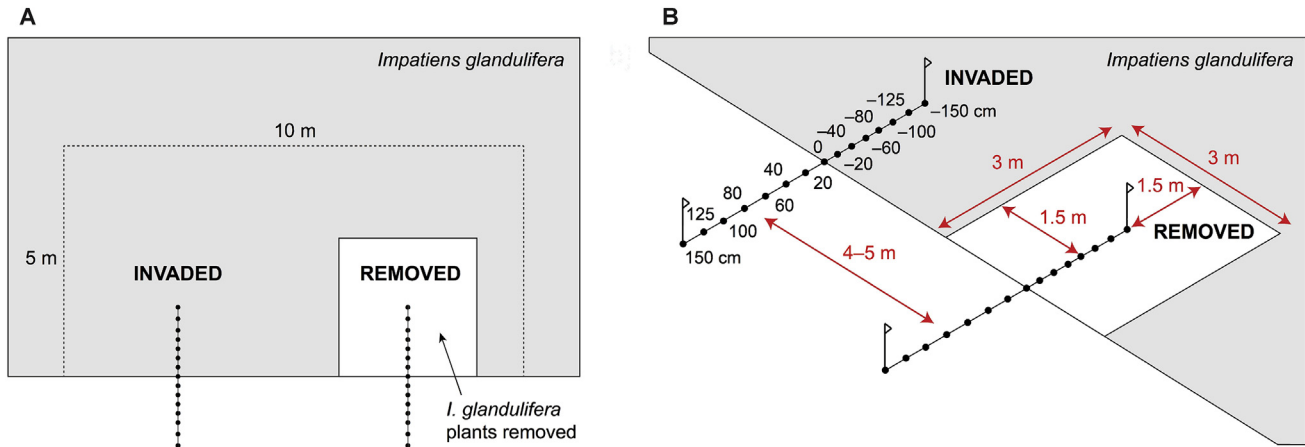 A
Impatiens glandulifera
10 m
5 m
INVADED
REMOVED
I. glandulifera
plants removed
B
Impatiens glandulifera
INVADED
–150 cm
–125
–100
–80
–60
–40
–20
0
20
40
60
80
100
125
150 cm
3 m
3 m
1.5 m
1.5 m
REMOVED
4–5 m